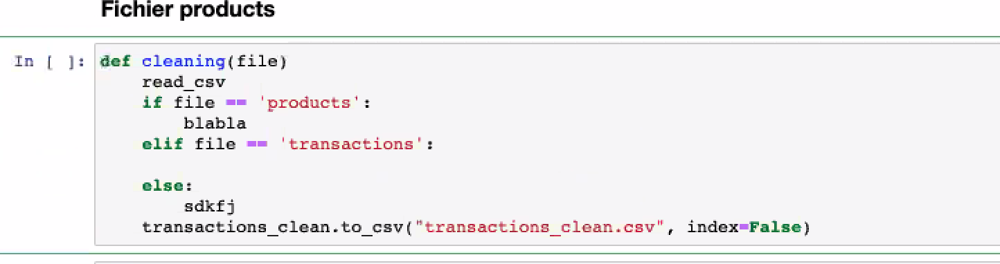 Fichier products
In [ ]: def cleaning(file)
    read_csv
    if file == 'products':
        blabla
    elif file == 'transactions':
    else:
        sdkfj
    transactions_clean.to_csv("transactions_clean.csv", index=False)